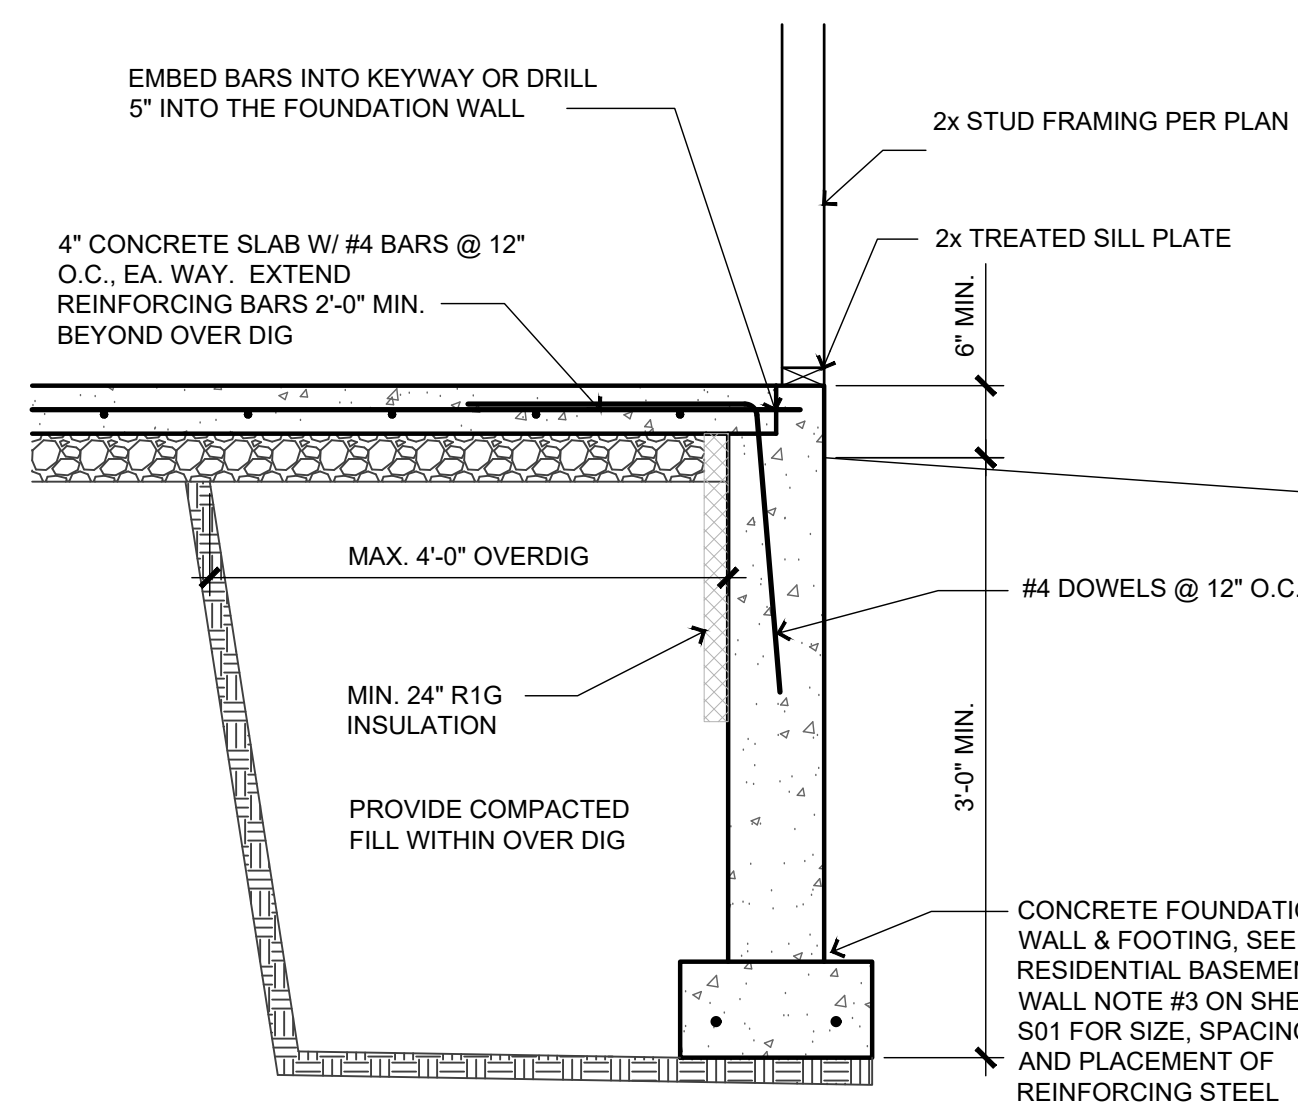 EMBED BARS INTO KEYWAY OR DRILL
5" INTO THE FOUNDATION WALL
2x STUD FRAMING PER PLAN
4" CONCRETE SLAB W/ #4 BARS @ 12"
O.C., EA. WAY. EXTEND
REINFORCING BARS 2'-0" MIN.
BEYOND OVER DIG
2x TREATED SILL PLATE
6" MIN.
MAX. 4'-0" OVERDIG
#4 DOWELS @ 12" O.C.
MIN. 24" R1G
INSULATION
3'-0" MIN.
PROVIDE COMPACTED
FILL WITHIN OVER DIG
CONCRETE
WALL & FOOTING, SEE
RESIDENTIAL
WALL NOTE #3 ON
S01 FOR SIZE,
AND PLACEMENT OF
REINFORCING STEEL